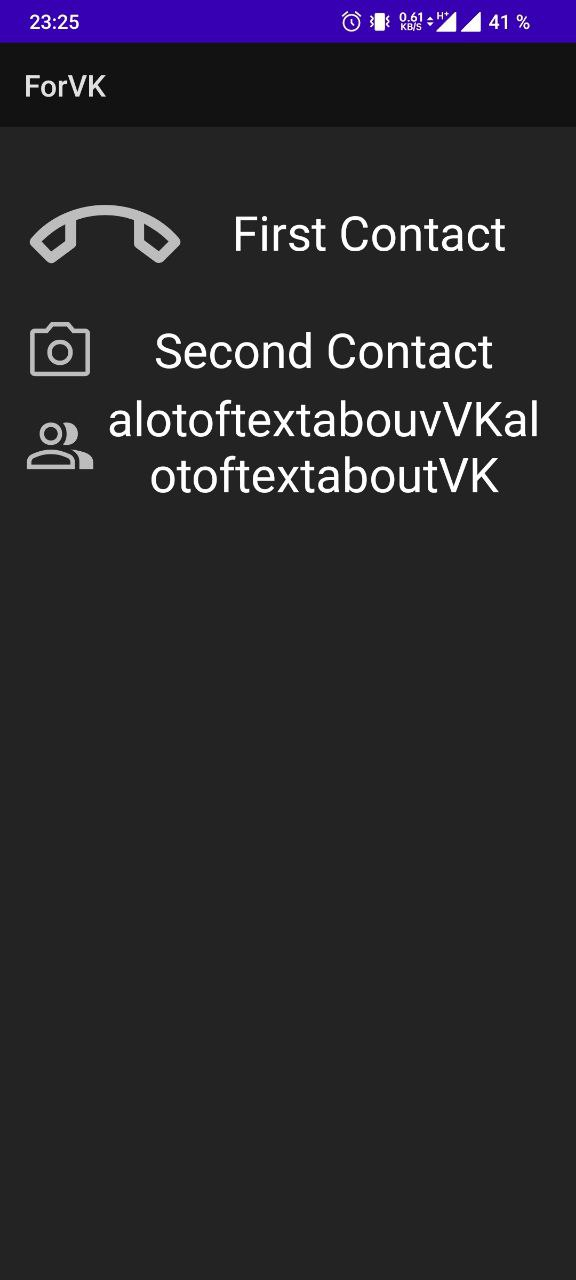 23:25 0.61 KB/S H+ 41 %
ForVK
First Contact
Second Contact
alotoftextabouvVKal
otoftextaboutVK